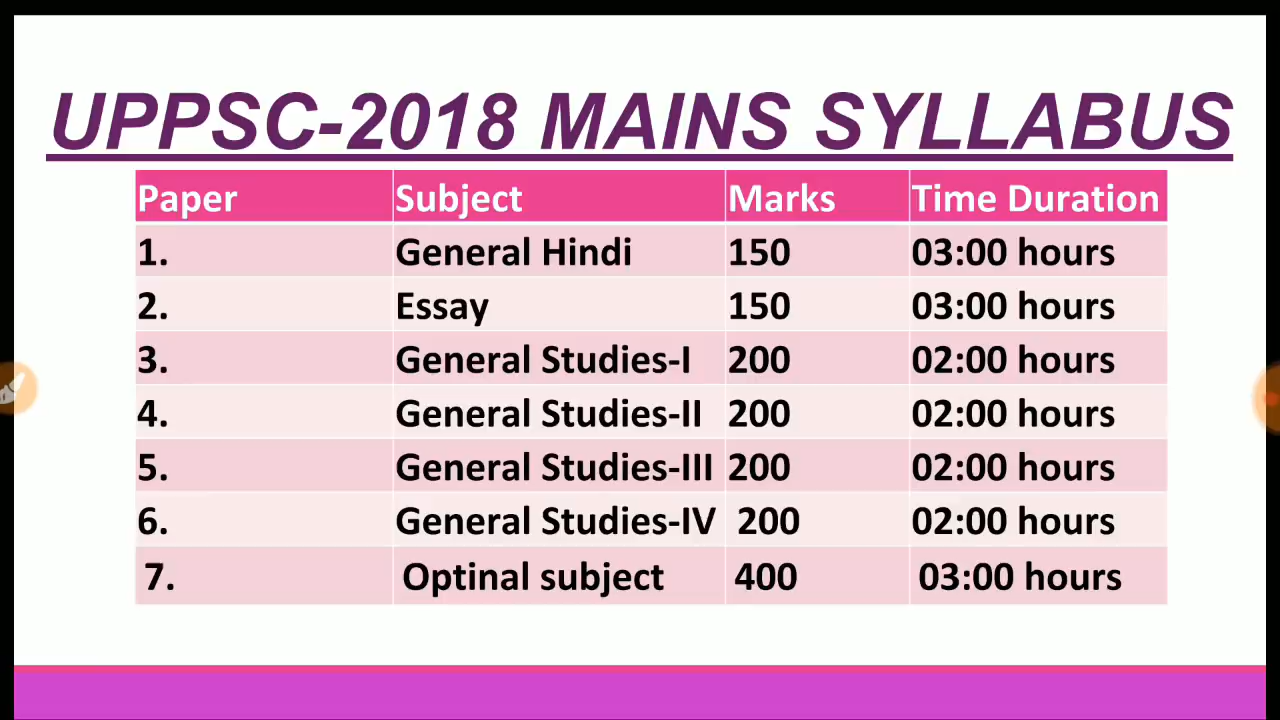 UPPSC-2018 MAINS SYLLABUS
Paper Subject Marks Time Duration
1. General Hindi 150 03:00 hours
2. Essay 150 03:00 hours
3. General Studies-I 200 02:00 hours
4. General Studies-II 200 02:00 hours
5. General Studies-III 200 02:00 hours
6. General Studies-IV 200 02:00 hours
7. Optinal subject 400 03:00 hours